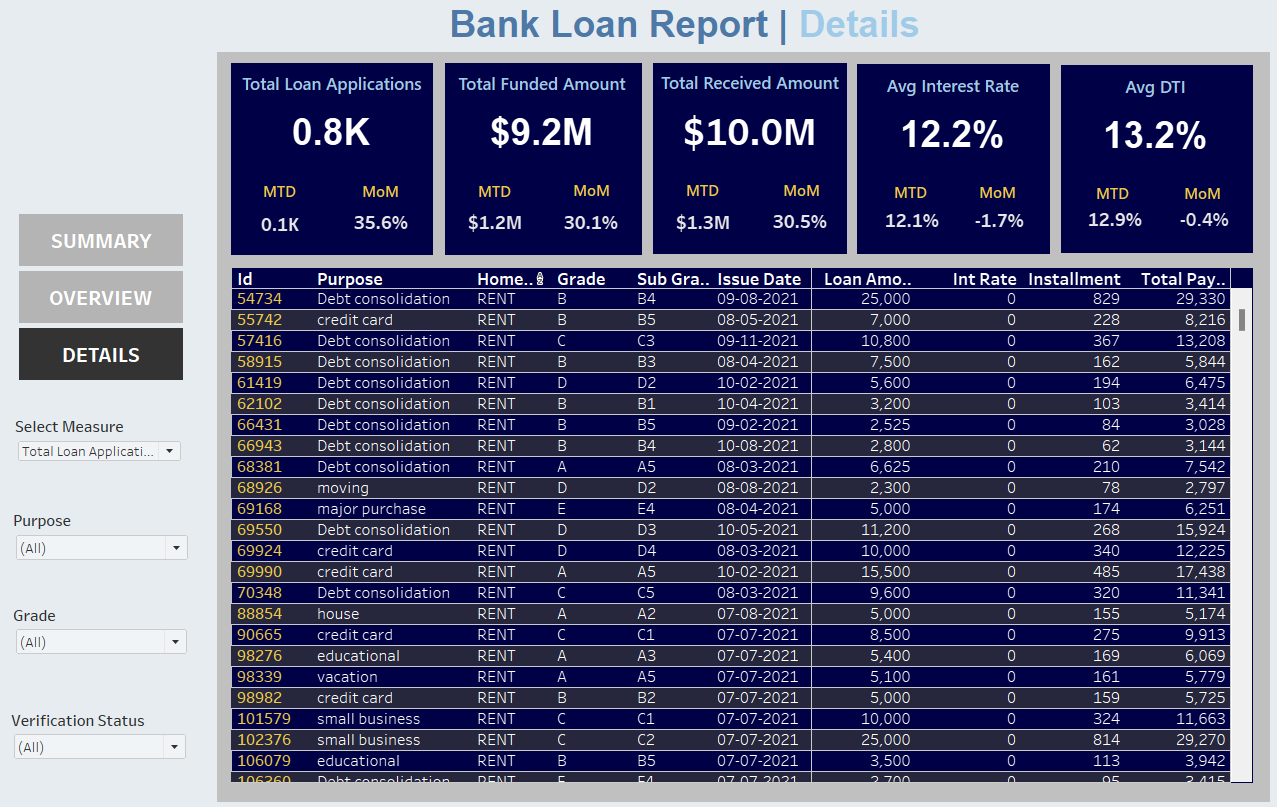 Bank Loan Report | Details
Total Loan Applications
0.8K
MTD MoM
0.1K 35.6%
Total Funded Amount
$9.2M
MTD MoM
$1.2M 30.1%
Total Received Amount
$10.0M
MTD MoM
$1.3M 30.5%
Avg Interest Rate
12.2%
MTD MoM
12.1% -1.7%
Avg DTI
13.2%
MTD MoM
12.9% -0.4%
SUMMARY
OVERVIEW
DETAILS
Select Measure
Total Loan Applicati...
Purpose
(All)
Grade
(All)
Verification Status
(All)
Id Purpose Home.. Grade Sub Gra.. Issue Date Loan Amo.. Int Rate Installment Total Pay..
54734 Debt consolidation RENT B B4 09-08-2021 25,000 0 829 29,330
55742 credit card RENT B B5 08-05-2021 7,000 0 228 8,216
57416 Debt consolidation RENT C C3 09-11-2021 10,800 0 367 13,208
58915 Debt consolidation RENT B B3 08-04-2021 7,500 0 162 5,844
61419 Debt consolidation RENT D D2 10-02-2021 5,600 0 194 6,475
62102 Debt consolidation RENT B B1 10-04-2021 3,200 0 103 3,414
66431 Debt consolidation RENT B B5 09-02-2021 2,525 0 84 3,028
66943 Debt consolidation RENT B B4 10-08-2021 2,800 0 62 3,144
68381 Debt consolidation RENT A A5 08-03-2021 6,625 0 210 7,542
68926 moving RENT D D2 08-08-2021 2,300 0 78 2,797
69168 major purchase RENT E E4 08-04-2021 5,000 0 174 6,251
69550 Debt consolidation RENT D D3 10-05-2021 11,200 0 268 15,924
69924 credit card RENT D D4 08-03-2021 10,000 0 340 12,225
69990 credit card RENT A A5 10-02-2021 15,500 0 485 17,438
70348 Debt consolidation RENT C C5 08-03-2021 9,600 0 320 11,341
88854 house RENT A A2 07-08-2021 5,000 0 155 5,174
90665 credit card RENT C C1 07-07-2021 8,500 0 275 9,913
98276 educational RENT A A3 07-07-2021 5,400 0 169 6,069
98339 vacation RENT A A5 07-07-2021 5,100 0 161 5,779
98982 credit card RENT B B2 07-07-2021 5,000 0 159 5,725
101579 small business RENT C C1 07-07-2021 10,000 0 324 11,663
102376 small business RENT C C2 07-07-2021 25,000 0 814 29,270
106079 educational RENT B B5 07-07-2021 3,500 0 113 3,942
106360 Debt consolidation RENT 07-07-2021 2,700 0 95 3,415